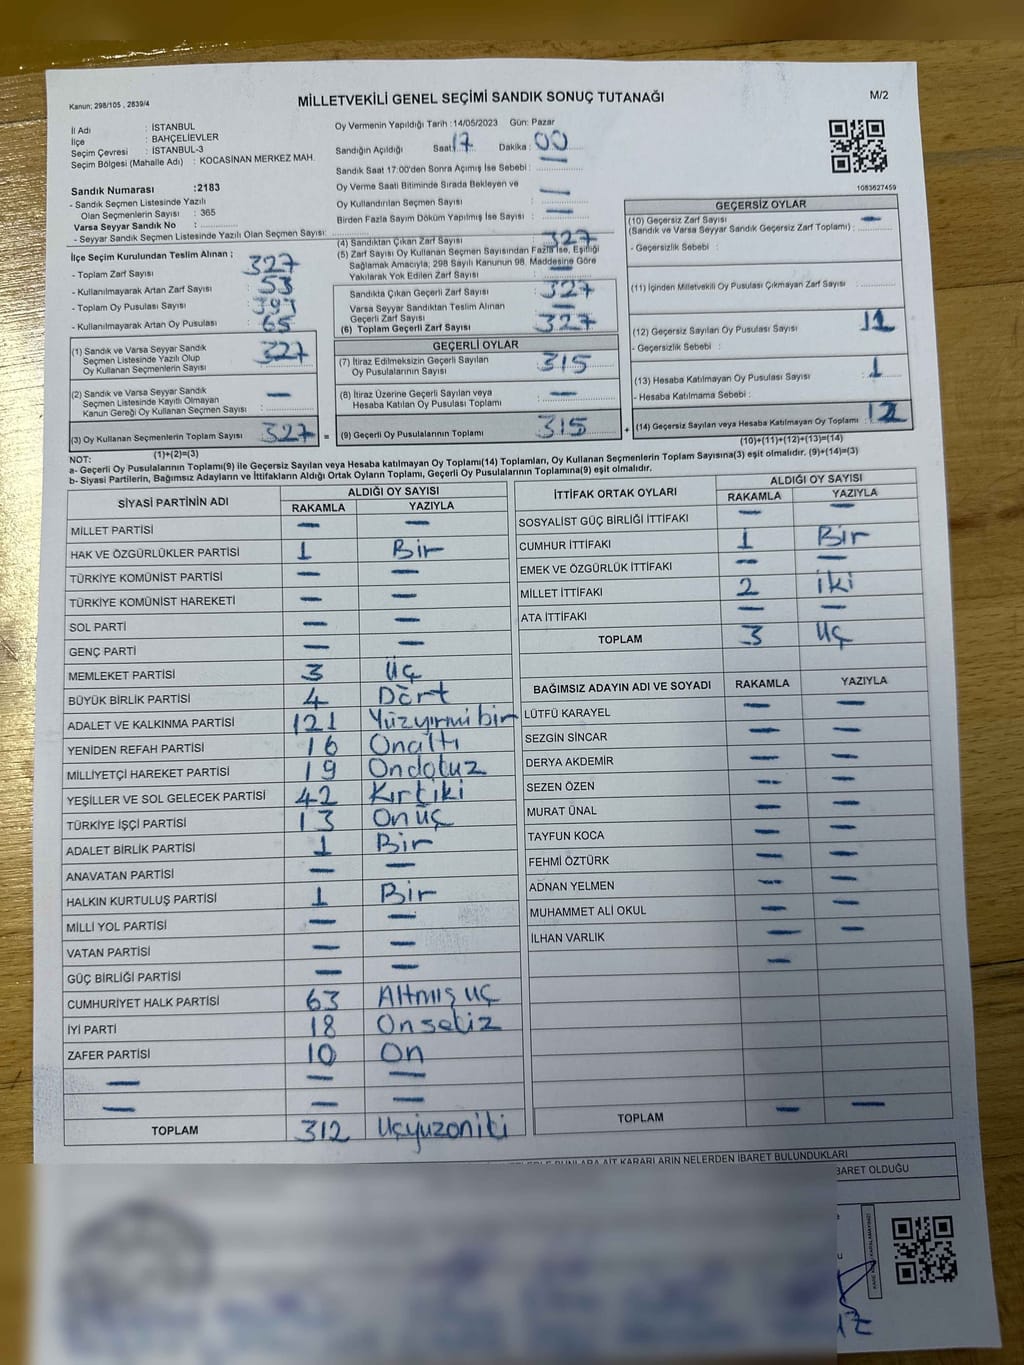 Kanun; 298/105 , 2839/4
MİLLETVEKİLİ GENEL SEÇİMİ SANDIK SONUÇ TUTANAĞI
M/2
İl Adı : İSTANBUL
İlçe : BAHÇELİEVLER
Seçim Çevresi : İSTANBUL-3
Seçim Bölgesi (Mahalle Adı) : KOCASİNAN MERKEZ MAH.
Sandık Numarası :2183
- Sandık Seçmen Listesinde Yazılı
Olan Seçmenlerin Sayısı : 365
Varsa Seyyar Sandık No :
- Seyyar Sandık Seçmen Listesinde Yazılı Olan Seçmen Sayısı:
Oy Vermenin Yapıldığı Tarih :14/05/2023 Gün: Pazar
Sandığın Açıldığı Saat: 17 Dakika : 00
Sandık Saat 17:00'den Sonra Açımış İse Sebebi : —
Oy Verme Saati Bitiminde Sırada Bekleyen ve
Oy Kullandırılan Seçmen Sayısı : —
Birden Fazla Sayım Döküm Yapılmış İse Sayısı : —
1083627459
İlçe Seçim Kurulundan Teslim Alınan ;
- Toplam Zarf Sayısı : 327
- Kullanılmayarak Artan Zarf Sayısı : 53
- Toplam Oy Pusulası Sayısı :
- Kullanılmayarak Artan Oy Pusulası : 65
(1) Sandık ve Varsa Seyyar Sandık
Seçmen Listesinde Yazılı Olup
Oy Kullanan Seçmenlerin Sayısı : 327
(2) Sandık ve Varsa Seyyar Sandık
Seçmen Listesinde Kayıtlı Olmayan
Kanun Gereği Oy Kullanan Seçmen Sayısı : —
(3) Oy Kullanan Seçmenlerin Toplam Sayısı : 327
(1)+(2)=(3)
(4) Sandıktan Çıkan Zarf Sayısı : 327
(5) Zarf Sayısı Oy Kullanan Seçmen Sayısından Fazla İse, Eşitliği
Sağlamak Amacıyla; 298 Sayılı Kanunun 98. Maddesine Göre
Yakılarak Yok Edilen Zarf Sayısı : —
Sandıkta Çıkan Geçerli Zarf Sayısı : 327
Varsa Seyyar Sandıktan Teslim Alınan
Geçerli Zarf Sayısı : —
(6) Toplam Geçerli Zarf Sayısı : 327
GEÇERLİ OYLAR
(7) İtiraz Edilmeksizin Geçerli Sayılan
Oy Pusulalarının Sayısı : 315
(8) İtiraz Üzerine Geçerli Sayılan veya
Hesaba Katılan Oy Pusulası Toplamı : —
= (9) Geçerli Oy Pusulalarının Toplamı : 315
GEÇERSİZ OYLAR
(10) Geçersiz Zarf Sayısı —
(Sandık ve Varsa Seyyar Sandık Geçersiz Zarf Toplamı) :
- Geçersizlik Sebebi :
(11) İçinden Milletvekili Oy Pusulası Çıkmayan Zarf Sayısı :
(12) Geçersiz Sayılan Oy Pusulası Sayısı : 11
- Geçersizlik Sebebi :
(13) Hesaba Katılmayan Oy Pusulası Sayısı : 1
- Hesaba Katılmama Sebebi :
+ (14) Geçersiz Sayılan veya Hesaba Katılmayan Oy Toplamı : 12
(10)+(11)+(12)+(13)=(14)
NOT:
a- Geçerli Oy Pusulalarının Toplamı(9) ile Geçersiz Sayılan veya Hesaba katılmayan Oy Toplamı(14) Toplamları, Oy Kullanan Seçmenlerin Toplam Sayısına(3) eşit olmalıdır. (9)+(14)=(3)
b- Siyasi Partilerin, Bağımsız Adayların ve İttifakların Aldığı Ortak Oyların Toplamı, Geçerli Oy Pusulalarının Toplamına(9) eşit olmalıdır.
SİYASİ PARTİNİN ADI ALDIĞI OY SAYISI
RAKAMLA YAZIYLA
MİLLET PARTİSİ — —
HAK VE ÖZGÜRLÜKLER PARTİSİ 1 Bir
TÜRKİYE KOMÜNİST PARTİSİ — —
TÜRKİYE KOMÜNİST HAREKETİ — —
SOL PARTİ — —
GENÇ PARTİ — —
MEMLEKET PARTİSİ 3 Üç
BÜYÜK BİRLİK PARTİSİ 4 Dört
ADALET VE KALKINMA PARTİSİ 121 Yüzyirmibir
YENİDEN REFAH PARTİSİ 16 Onaltı
MİLLİYETÇİ HAREKET PARTİSİ 19 Ondokuz
YEŞİLLER VE SOL GELECEK PARTİSİ 42 Kırkiki
TÜRKİYE İŞÇİ PARTİSİ 13 Onüç
ADALET BİRLİK PARTİSİ 1 Bir
ANAVATAN PARTİSİ — —
HALKIN KURTULUŞ PARTİSİ 1 Bir
MİLLİ YOL PARTİSİ — —
VATAN PARTİSİ — —
GÜÇ BİRLİĞİ PARTİSİ — —
CUMHURİYET HALK PARTİSİ 63 Altmış üç
İYİ PARTİ 18 Onsekiz
ZAFER PARTİSİ 10 On
— — —
— — —
TOPLAM 312 Üçyüzoniki
İTTİFAK ORTAK OYLARI ALDIĞI OY SAYISI
RAKAMLA YAZIYLA
SOSYALİST GÜÇ BİRLİĞİ İTTİFAKI — —
CUMHUR İTTİFAKI 1 Bir
EMEK VE ÖZGÜRLÜK İTTİFAKI — —
MİLLET İTTİFAKI 2 iki
ATA İTTİFAKI — —
TOPLAM 3 Üç
BAĞIMSIZ ADAYIN ADI VE SOYADI RAKAMLA YAZIYLA
LÜTFÜ KARAYEL — —
SEZGİN SİNCAR — —
DERYA AKDEMİR — —
SEZEN ÖZEN — —
MURAT ÜNAL — —
TAYFUN KOCA — —
FEHMİ ÖZTÜRK — —
ADNAN YELMEN — —
MUHAMMET ALİ OKUL — —
İLHAN VARLIK — —
—
TOPLAM — —
AİT KARARLARIN NELERDEN İBARET BULUNDUKLARI
BARET OLDUĞU